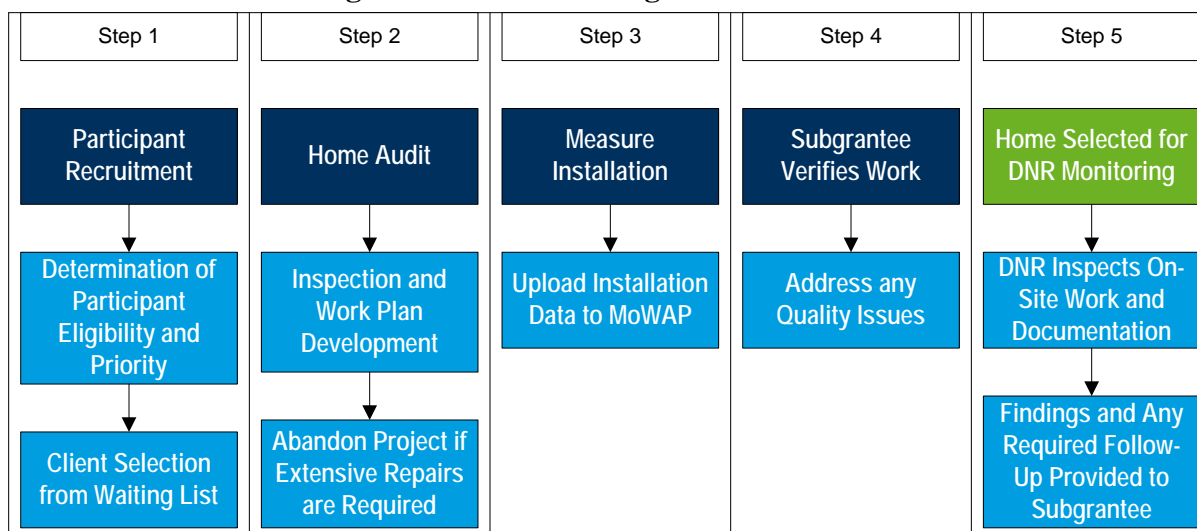 Step 1
Step 2
Step 3
Step 4
Step 5
Participant
Recruitment
Home Audit
Measure
Installation
Subgrantee
Verifies Work
Home Selected for
DNR Monitoring
Determination of
Participant
Eligibility and
Priority
Inspection and
Work Plan
Development
Upload Installation
Data to MoWAP
Address any
Quality Issues
DNR Inspects On-
Site Work and
Documentation
Client Selection
from Waiting List
Abandon Project if
Extensive Repairs
are Required
Findings and Any
Required Follow-
Up Provided to
Subgrantee